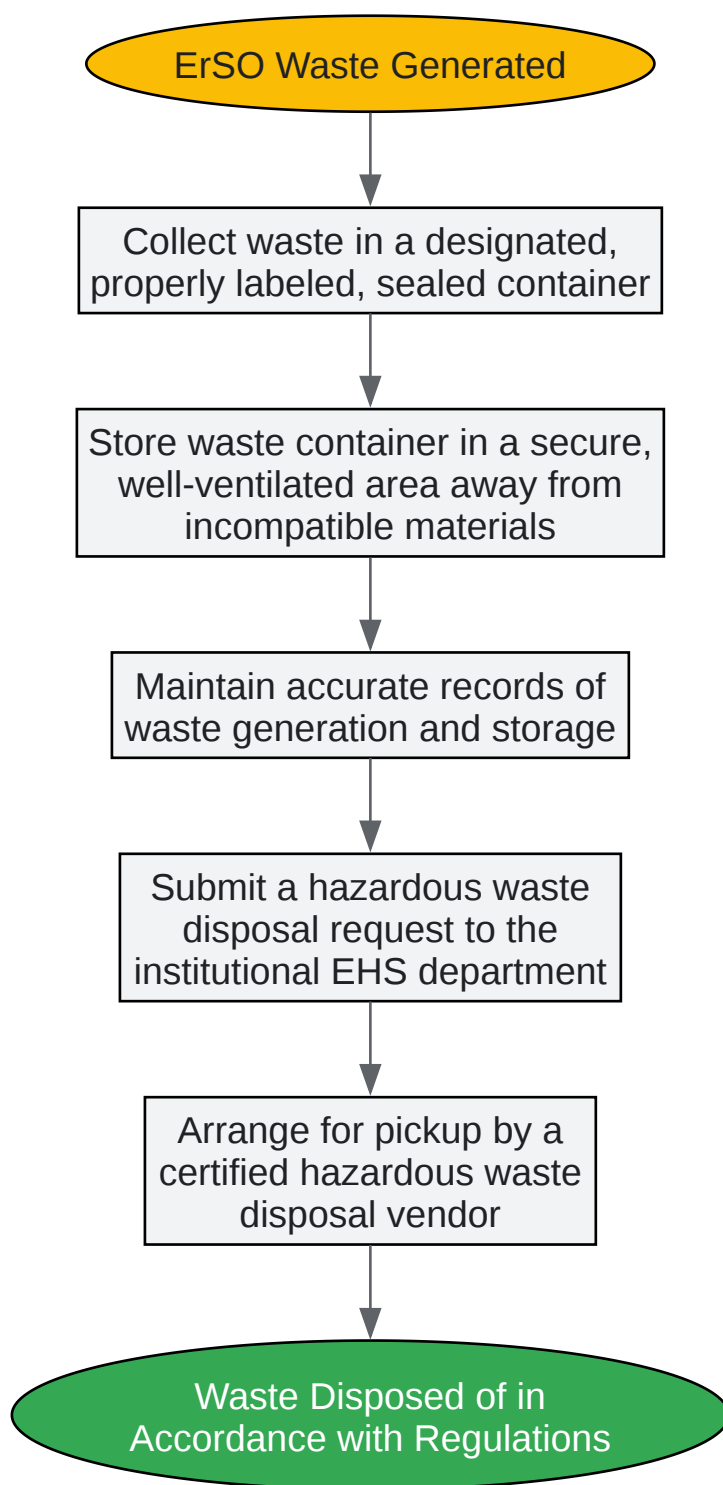 ErSO Waste Generated
Collect waste in a designated,
properly labeled, sealed container
Store waste container in a secure,
well-ventilated area away from
incompatible materials
Maintain accurate records of
waste generation and storage
Submit a hazardous waste
disposal request to the
institutional EHS department
Arrange for pickup by a
certified hazardous waste
disposal vendor
Waste Disposed of in
Accordance with Regulations